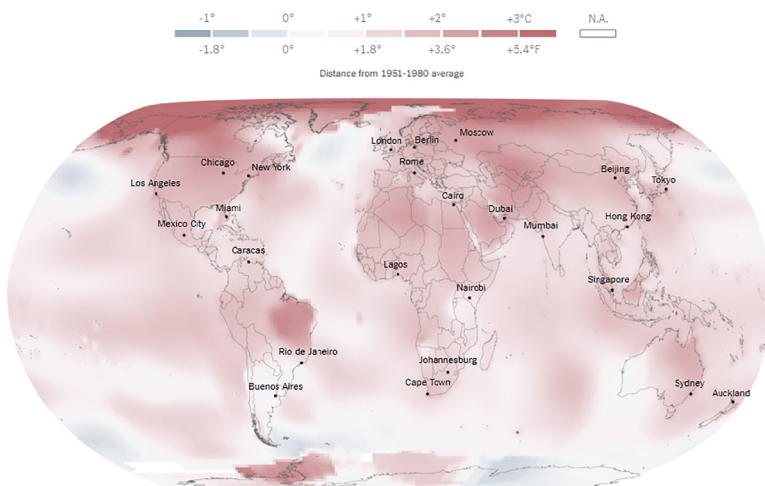 -1° 0° +1° +2° +3°C N.A.
-1.8° 0° +1.8° +3.6° +5.4°F
Distance from 1951-1980 average
Moscow
London Berlin
Rome
Chicago New York
Beijing
Los Angeles Tokyo
Cairo
Miami Dubai
Mexico City Mumbai Hong Kong
Caracas
Lagos
Singapore
Nairobi
Rio de Janeiro
Johannesburg
Buenos Aires Cape Town Sydney
Auckland